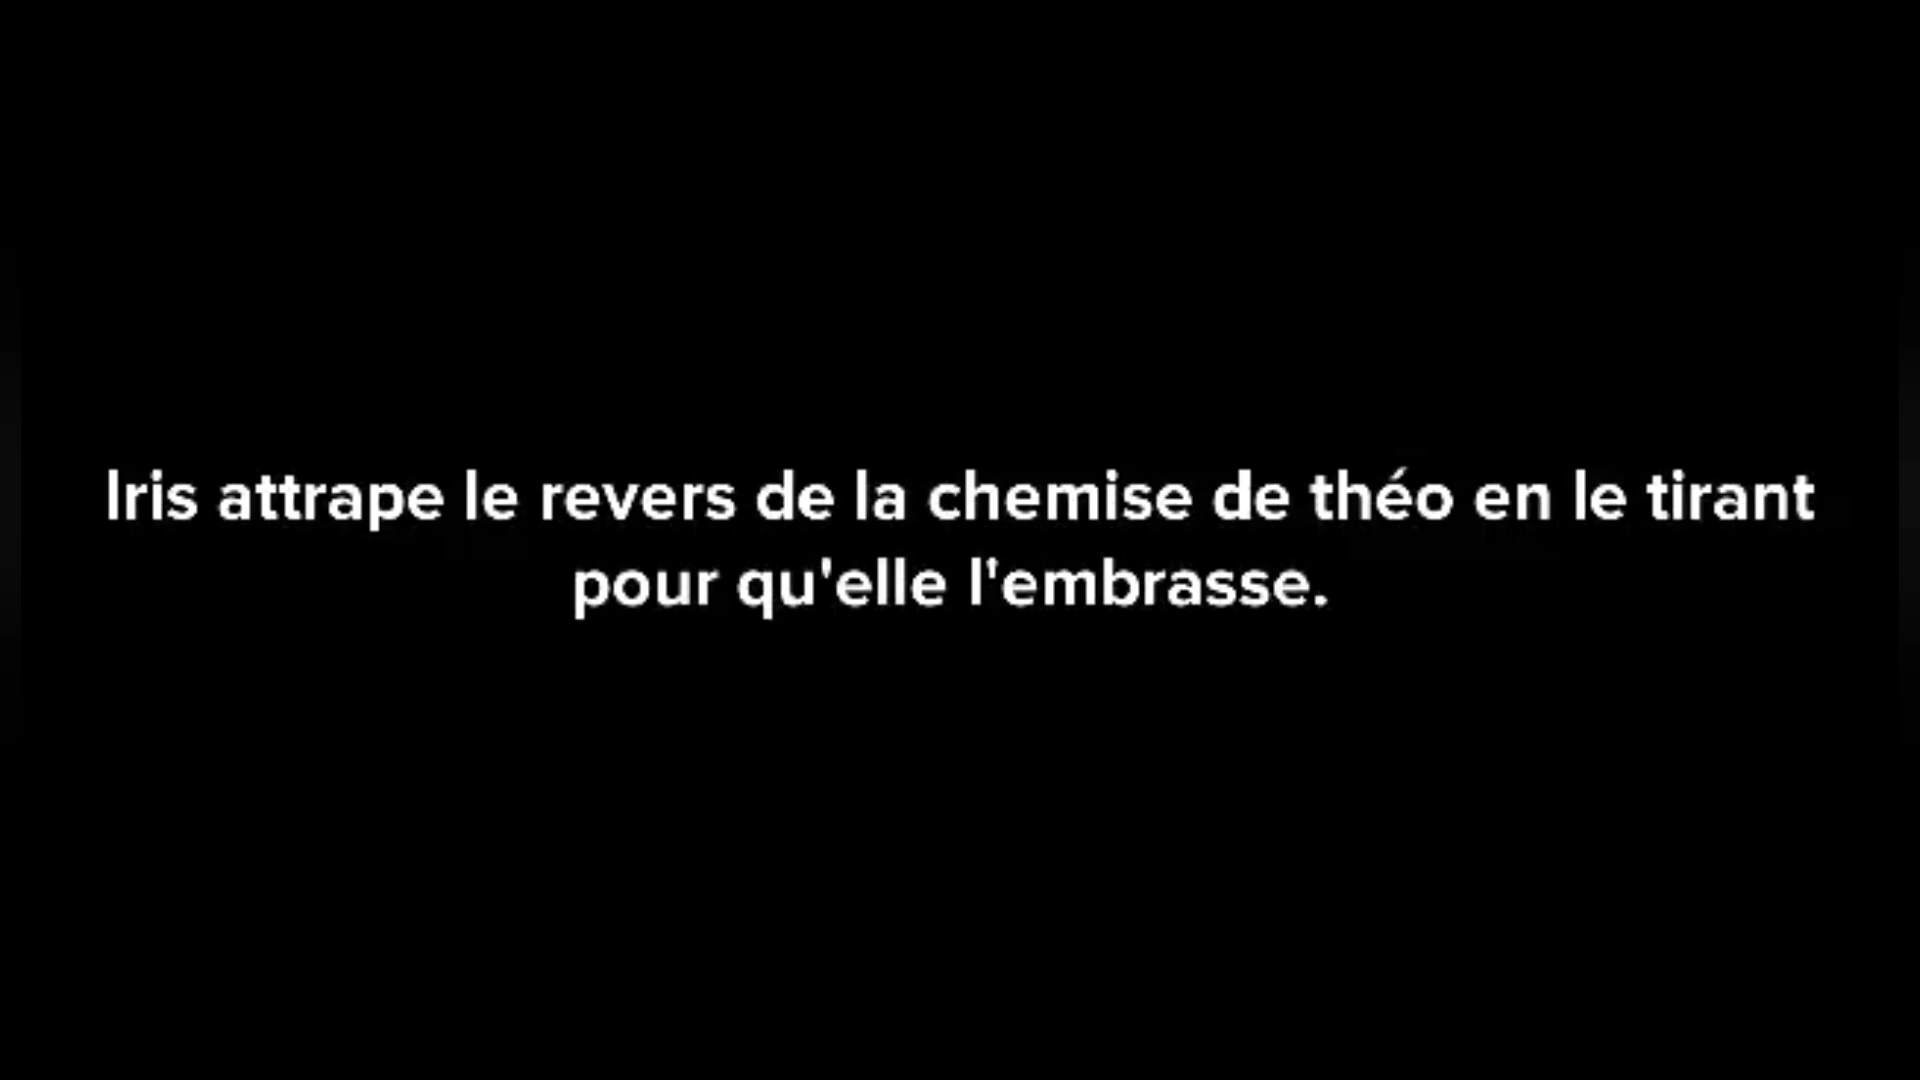 Iris attrape le revers de la chemise de théo en le tirant
pour qu'elle l'embrasse.